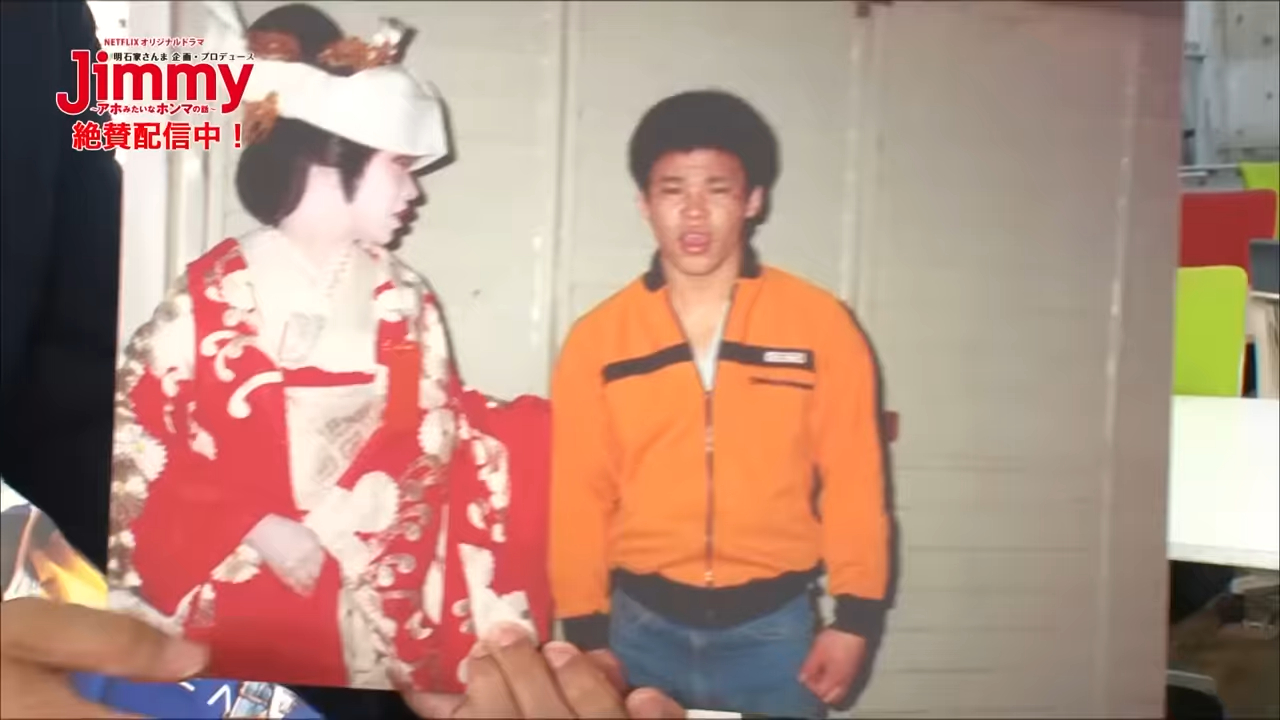 NETFLIX オリジナルドラマ
明石家さんま 企画・プロデュース
Jimmy
~アホみたいなホンマの話~
絶賛配信中！